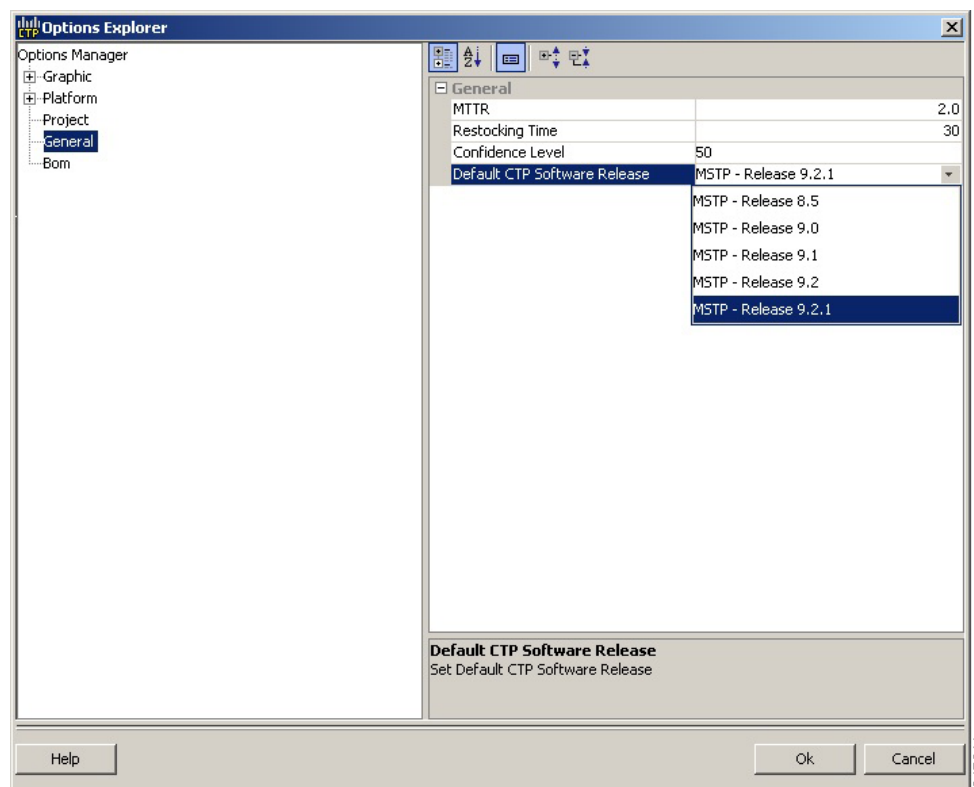 CTP Options Explorer
Options Manager
Graphic
Platform
Project
General
Bom
General
MTTR 2.0
Restocking Time 30
Confidence Level 50
Default CTP Software Release MSTP - Release 9.2.1
MSTP - Release 8.5
MSTP - Release 9.0
MSTP - Release 9.1
MSTP - Release 9.2
MSTP - Release 9.2.1
Default CTP Software Release
Set Default CTP Software Release
Help Ok Cancel